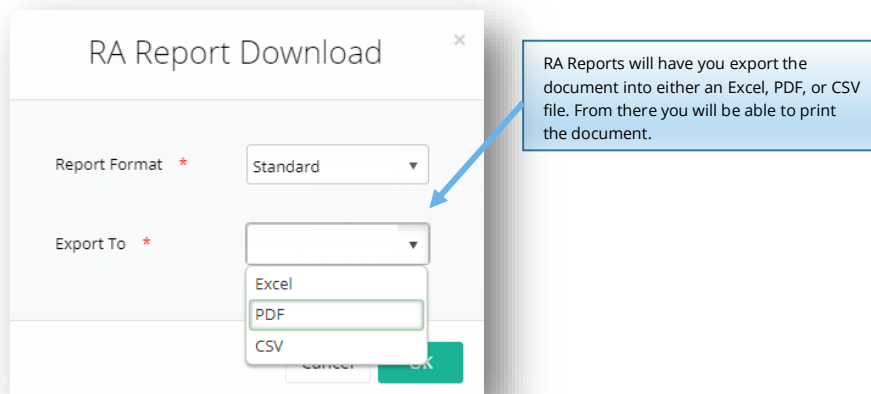 RA Report Download
×
RA Reports will have you export the
document into either an Excel, PDF, or CSV
file. From there you will be able to print
the document.
Report Format *
Standard
Export To *
Excel
PDF
CSV
Cancel
OK